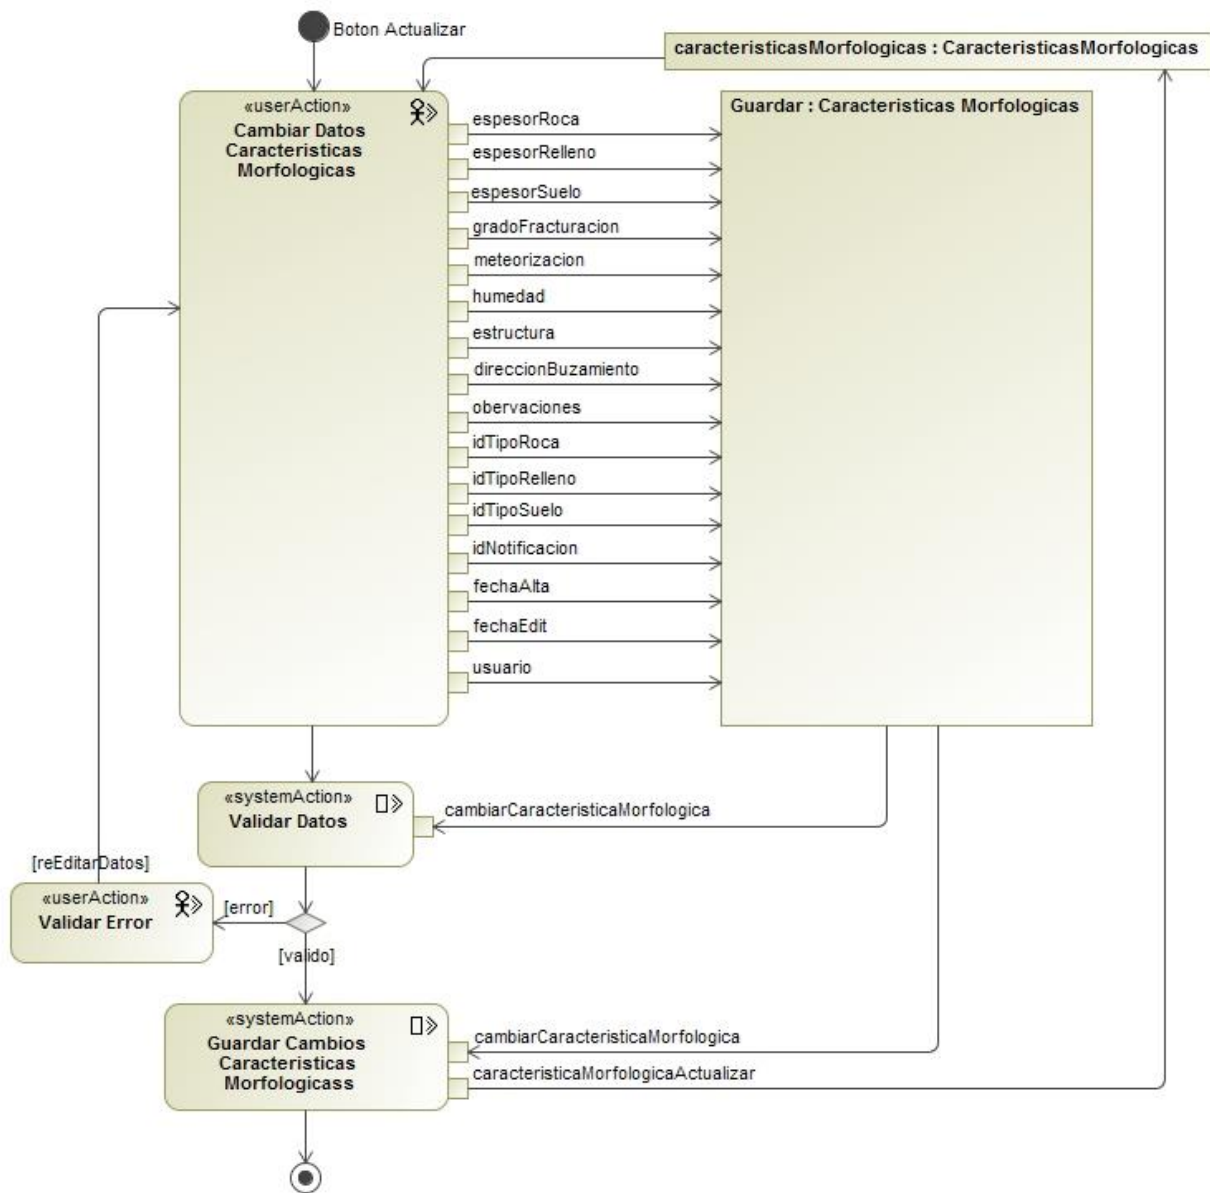 Boton Actualizar
caracteristicasMorfologicas : CaracteristicasMorfologicas
«userAction»
Cambiar Datos
Caracteristicas
Morfologicas
Guardar : Caracteristicas Morfologicas
espesorRoca
espesorRelleno
espesorSuelo
gradoFracturacion
meteorizacion
humedad
estructura
direccionBuzamiento
obervaciones
idTipoRoca
idTipoRelleno
idTipoSuelo
idNotificacion
fechaAlta
fechaEdit
usuario
«systemAction»
Validar Datos
cambiarCaracteristicaMorfologica
[reEditarDatos]
«userAction»
Validar Error
[error]
[valido]
«systemAction»
Guardar Cambios
Caracteristicas
Morfologicass
cambiarCaracteristicaMorfologica
caracteristicaMorfologicaActualizar